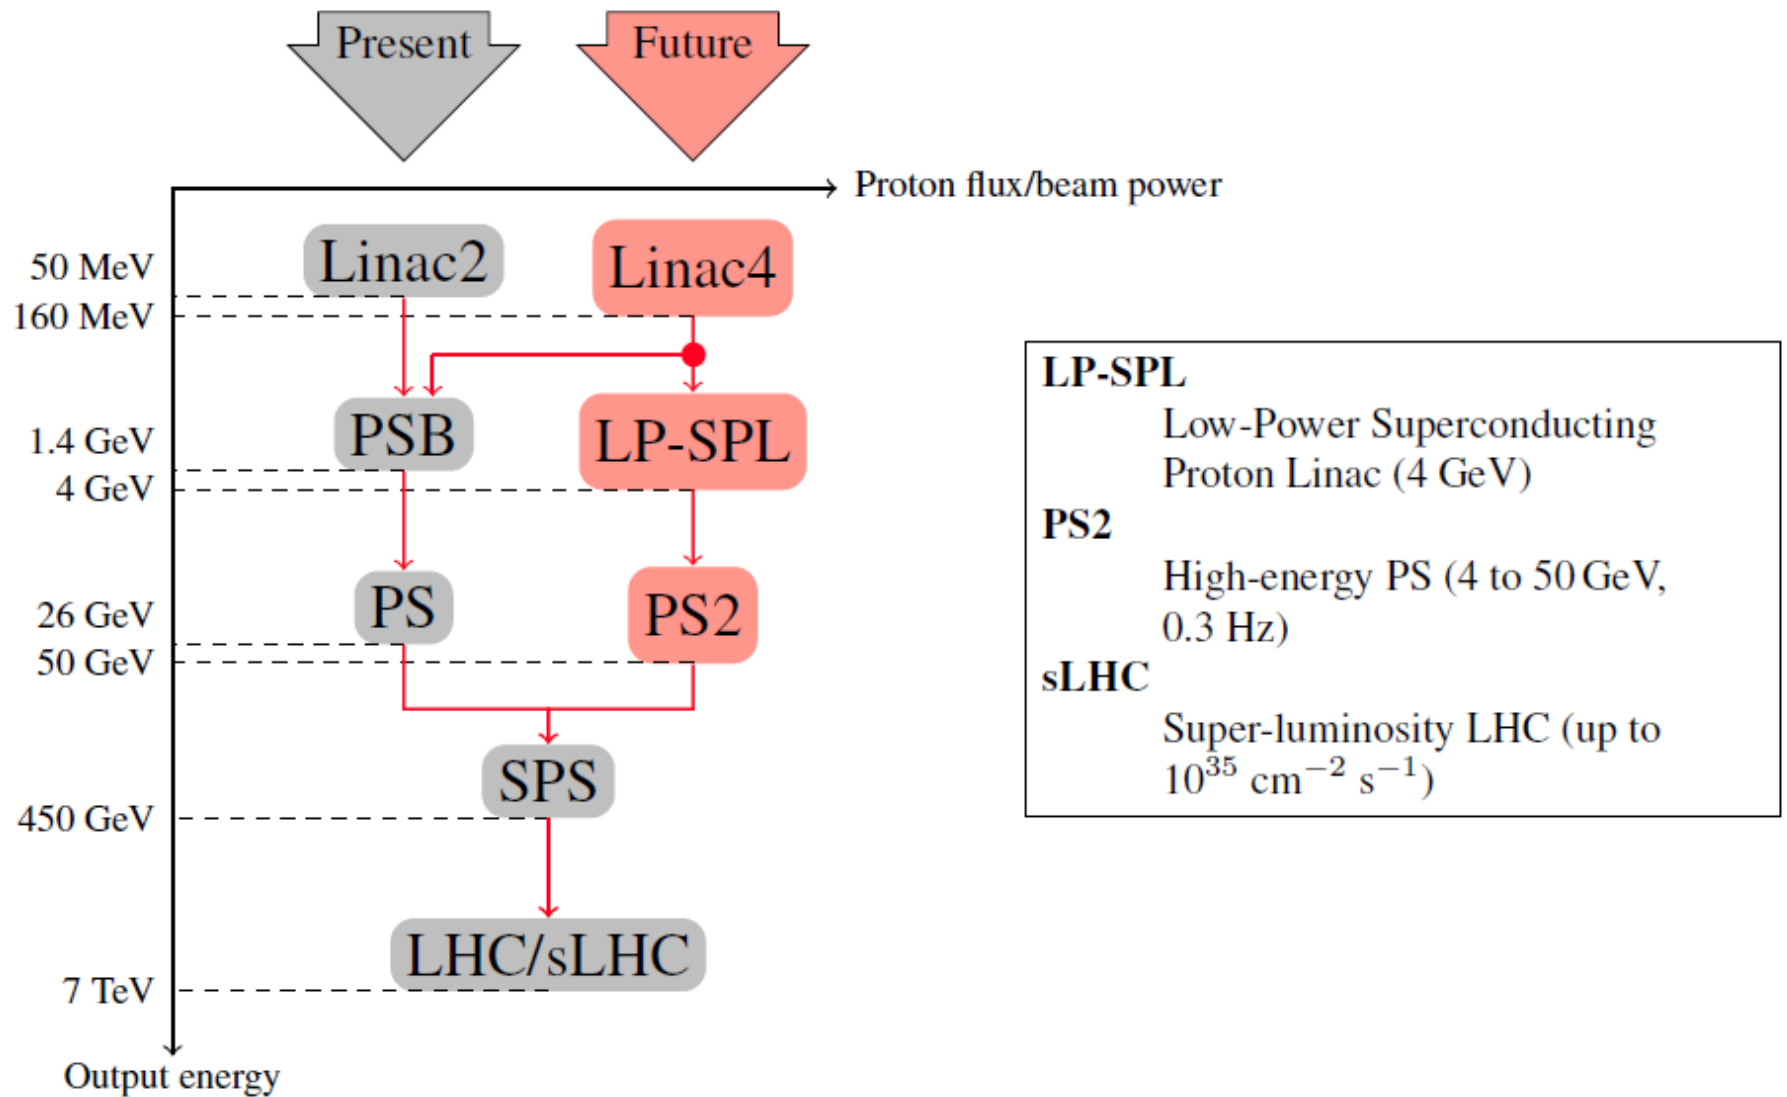 Present
Future
Proton flux/beam power
Linac2
Linac4
50 MeV
160 MeV
PSB
LP-SPL
1.4 GeV
4 GeV
PS
PS2
26 GeV
50 GeV
SPS
450 GeV
LHC/sLHC
7 TeV
Output energy
LP-SPL
Low-Power Superconducting
Proton Linac (4 GeV)
PS2
High-energy PS (4 to 50 GeV,
0.3 Hz)
sLHC
Super-luminosity LHC (up to
10³⁵ cm⁻² s⁻¹)